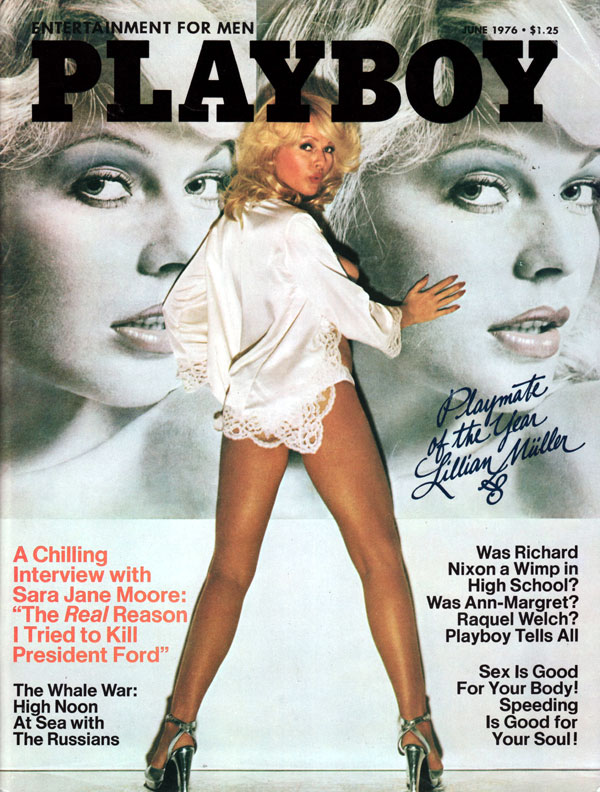 ENTERTAINMENT FOR MEN
JUNE 1976 • $1.25
PLAYBOY
Playmate
of the Year
Lillian Müller
A Chilling
Interview with
Sara Jane Moore:
“The Real Reason
I Tried to Kill
President Ford”
The Whale War:
High Noon
At Sea with
The Russians
Was Richard
Nixon a Wimp in
High School?
Was Ann-Margret?
Raquel Welch?
Playboy Tells All
Sex Is Good
For Your Body!
Speeding
Is Good for
Your Soul!